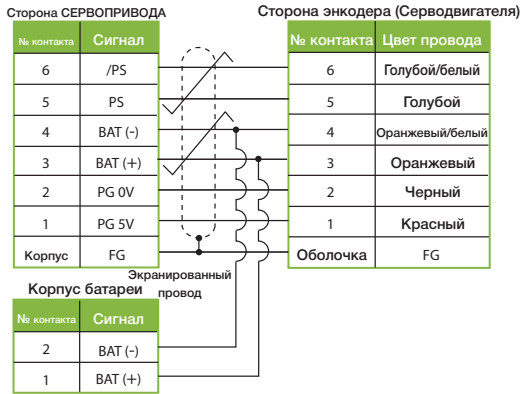 Сторона СЕРВОПРИВОДА
№ контакта Сигнал
6 /PS
5 PS
4 BAT (-)
3 BAT (+)
2 PG 0V
1 PG 5V
Корпус FG
Сторона энкодера (Серводвигателя)
№ контакта Цвет провода
6 Голубой/белый
5 Голубой
4 Оранжевый/белый
3 Оранжевый
2 Черный
1 Красный
Оболочка FG
Экранированный
провод
Корпус батареи
№ контакта Сигнал
2 BAT (-)
1 BAT (+)